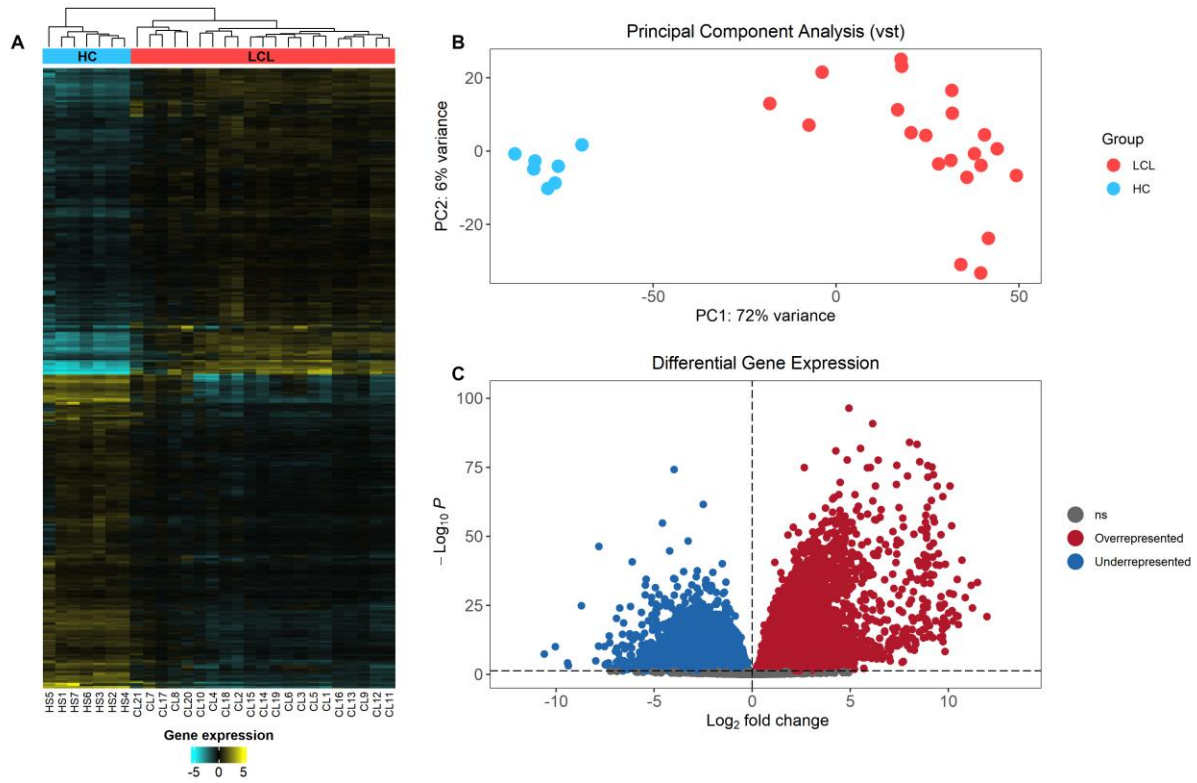 A
HC
LCL
HS5
HS1
HS7
HS6
HS3
HS2
HS4
CL21
CL7
CL17
CL8
CL20
CL10
CL4
CL18
CL2
CL15
CL14
CL19
CL6
CL3
CL5
CL1
CL16
CL13
CL9
CL12
CL11
Gene expression
-5 0 5
B
Principal Component Analysis (vst)
PC2: 6% variance
20
0
-20
-50 0 50
PC1: 72% variance
Group
LCL
HC
C
Differential Gene Expression
− Log10 P
100
75
50
25
0
-10 -5 0 5 10
Log2 fold change
ns
Overrepresented
Underrepresented